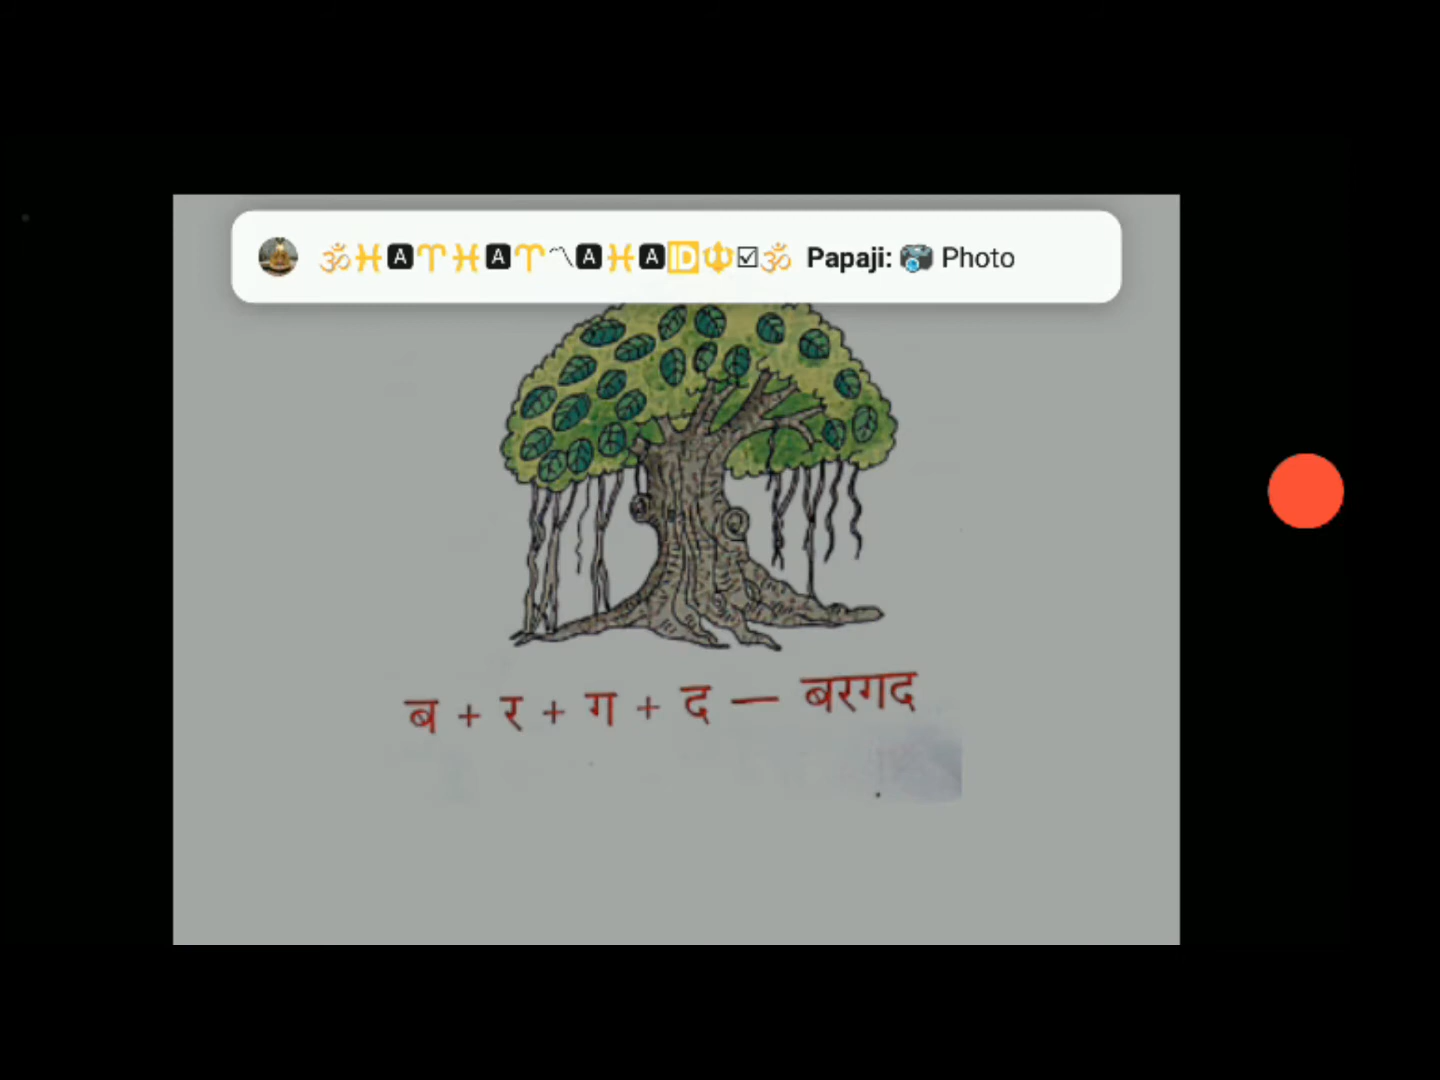 ॐ♓🅰♈♓🅰♈〽🅰♓🅰🆔🔱☑ॐ Papaji: 📷 Photo
ब + र + ग + द — बरगद